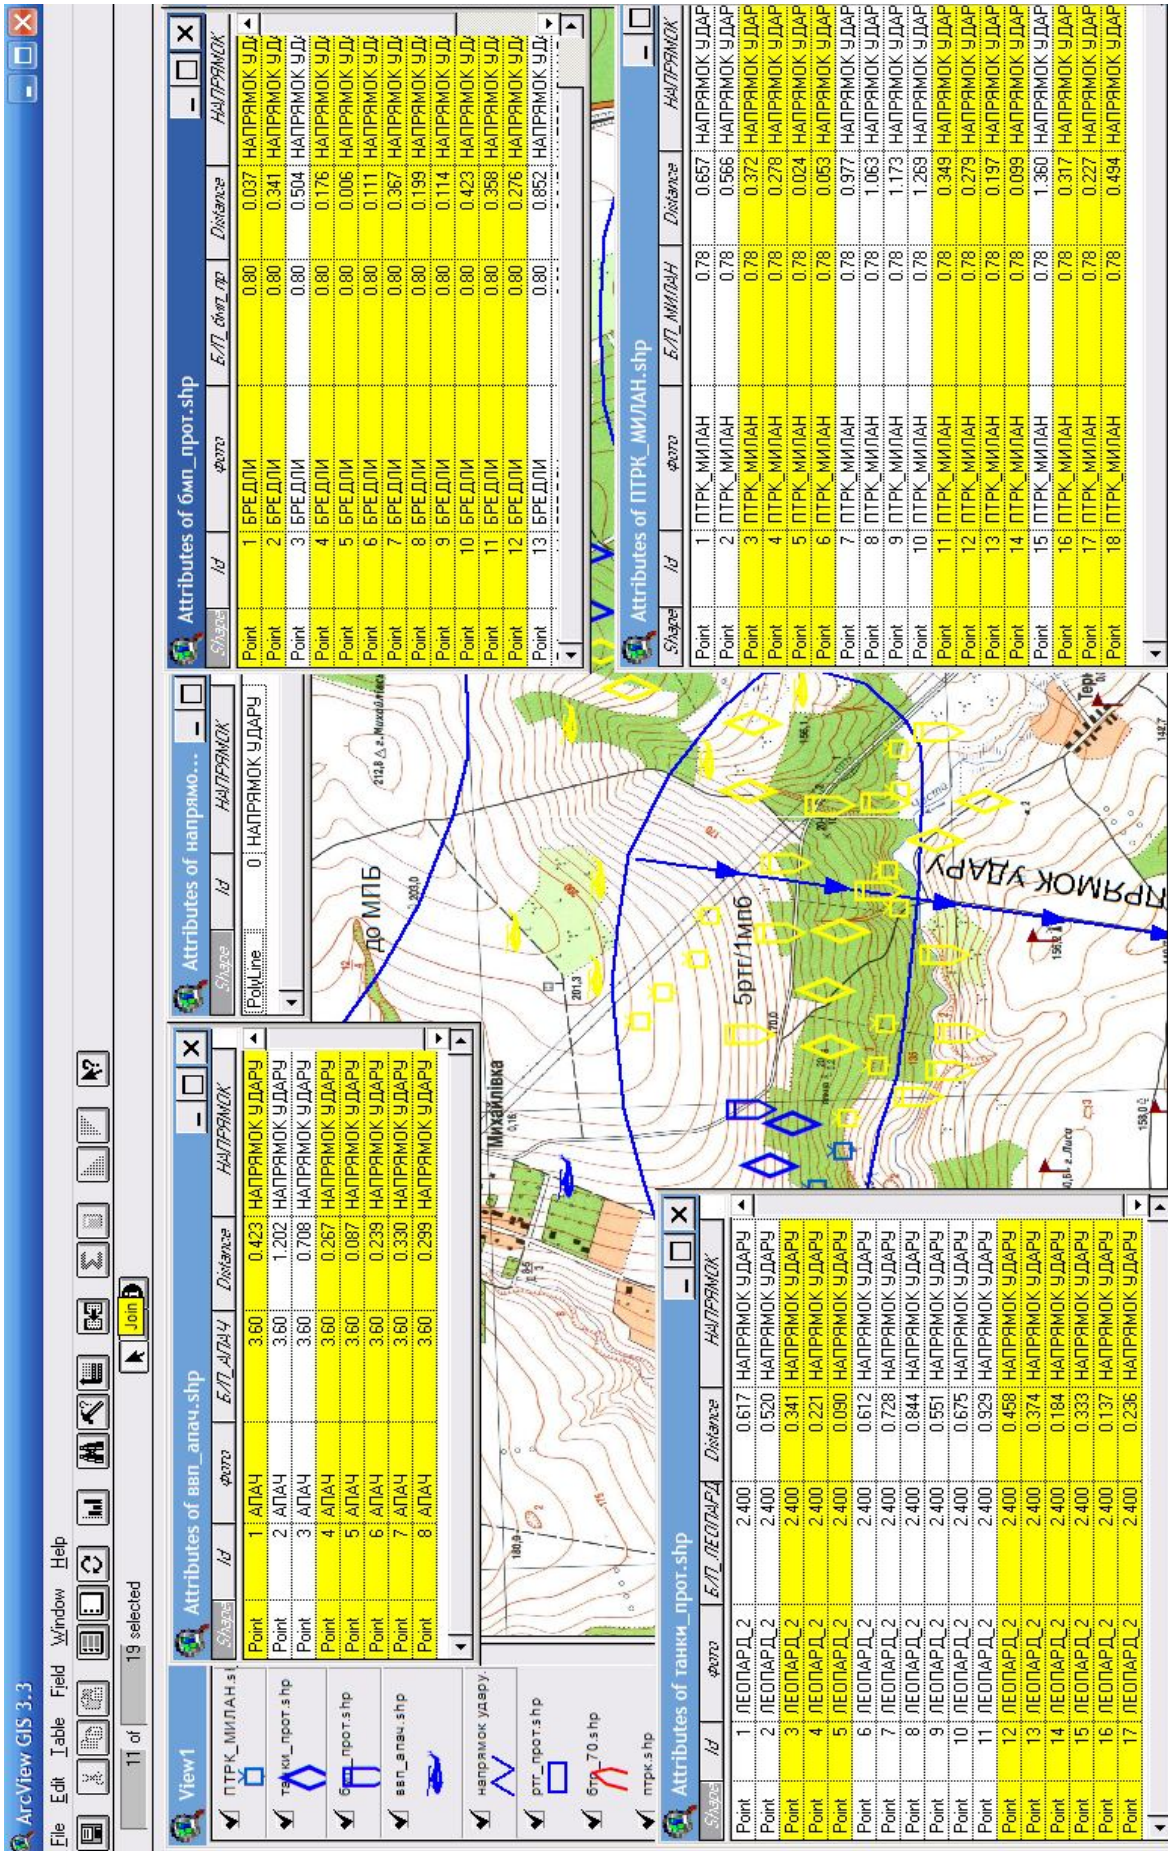 ArcView GIS 3.3
File Edit Table Field Window Help
11 of 19 selected
Join
View1
ПТРК_МИЛАН.sl
танки_прот.shp
бмп_прот.shp
ввп_апач.shp
напрямок удару.
ртг_прот.shp
бтр_70.shp
птрк.shp
Attributes of ввп_апач.shp
Shape Id Фото Б/П_АПАЧ Distance НАПРЯМОК
Point 1 АПАЧ 3.60 0.423 НАПРЯМОК УДАРУ
Point 2 АПАЧ 3.60 1.202 НАПРЯМОК УДАРУ
Point 3 АПАЧ 3.60 0.708 НАПРЯМОК УДАРУ
Point 4 АПАЧ 3.60 0.267 НАПРЯМОК УДАРУ
Point 5 АПАЧ 3.60 0.087 НАПРЯМОК УДАРУ
Point 6 АПАЧ 3.60 0.239 НАПРЯМОК УДАРУ
Point 7 АПАЧ 3.60 0.330 НАПРЯМОК УДАРУ
Point 8 АПАЧ 3.60 0.299 НАПРЯМОК УДАРУ
Attributes of напрямо...
Shape Id НАПРЯМОК
PolyLine 0 НАПРЯМОК УДАРУ
Attributes of бмп_прот.shp
Shape Id Фото Б/П_бмп_пр Distance НАПРЯМОК
Point 1 БРЕДЛИ 0.80 0.037 НАПРЯМОК УД
Point 2 БРЕДЛИ 0.80 0.341 НАПРЯМОК УД
Point 3 БРЕДЛИ 0.80 0.504 НАПРЯМОК УД
Point 4 БРЕДЛИ 0.80 0.176 НАПРЯМОК УД
Point 5 БРЕДЛИ 0.80 0.006 НАПРЯМОК УД
Point 6 БРЕДЛИ 0.80 0.111 НАПРЯМОК УД
Point 7 БРЕДЛИ 0.80 0.367 НАПРЯМОК УД
Point 8 БРЕДЛИ 0.80 0.199 НАПРЯМОК УД
Point 9 БРЕДЛИ 0.80 0.114 НАПРЯМОК УД
Point 10 БРЕДЛИ 0.80 0.423 НАПРЯМОК УД
Point 11 БРЕДЛИ 0.80 0.358 НАПРЯМОК УД
Point 12 БРЕДЛИ 0.80 0.276 НАПРЯМОК УД
Point 13 БРЕДЛИ 0.80 0.852 НАПРЯМОК УД
Attributes of танки_прот.shp
Shape Id Фото Б/П_ЛЕОПАРД Distance НАПРЯМОК
Point 1 ЛЕОПАРД_2 2.400 0.617 НАПРЯМОК УДАРУ
Point 2 ЛЕОПАРД_2 2.400 0.520 НАПРЯМОК УДАРУ
Point 3 ЛЕОПАРД_2 2.400 0.341 НАПРЯМОК УДАРУ
Point 4 ЛЕОПАРД_2 2.400 0.221 НАПРЯМОК УДАРУ
Point 5 ЛЕОПАРД_2 2.400 0.090 НАПРЯМОК УДАРУ
Point 6 ЛЕОПАРД_2 2.400 0.612 НАПРЯМОК УДАРУ
Point 7 ЛЕОПАРД_2 2.400 0.728 НАПРЯМОК УДАРУ
Point 8 ЛЕОПАРД_2 2.400 0.844 НАПРЯМОК УДАРУ
Point 9 ЛЕОПАРД_2 2.400 0.551 НАПРЯМОК УДАРУ
Point 10 ЛЕОПАРД_2 2.400 0.675 НАПРЯМОК УДАРУ
Point 11 ЛЕОПАРД_2 2.400 0.929 НАПРЯМОК УДАРУ
Point 12 ЛЕОПАРД_2 2.400 0.458 НАПРЯМОК УДАРУ
Point 13 ЛЕОПАРД_2 2.400 0.374 НАПРЯМОК УДАРУ
Point 14 ЛЕОПАРД_2 2.400 0.184 НАПРЯМОК УДАРУ
Point 15 ЛЕОПАРД_2 2.400 0.333 НАПРЯМОК УДАРУ
Point 16 ЛЕОПАРД_2 2.400 0.137 НАПРЯМОК УДАРУ
Point 17 ЛЕОПАРД_2 2.400 0.236 НАПРЯМОК УДАРУ
Attributes of ПТРК_МИЛАН.shp
Shape Id Фото Б/П_МИЛАН Distance НАПРЯМОК
Point 1 ПТРК_МИЛАН 0.78 0.657 НАПРЯМОК УДАР
Point 2 ПТРК_МИЛАН 0.78 0.566 НАПРЯМОК УДАР
Point 3 ПТРК_МИЛАН 0.78 0.372 НАПРЯМОК УДАР
Point 4 ПТРК_МИЛАН 0.78 0.278 НАПРЯМОК УДАР
Point 5 ПТРК_МИЛАН 0.78 0.024 НАПРЯМОК УДАР
Point 6 ПТРК_МИЛАН 0.78 0.053 НАПРЯМОК УДАР
Point 7 ПТРК_МИЛАН 0.78 0.977 НАПРЯМОК УДАР
Point 8 ПТРК_МИЛАН 0.78 1.063 НАПРЯМОК УДАР
Point 9 ПТРК_МИЛАН 0.78 1.173 НАПРЯМОК УДАР
Point 10 ПТРК_МИЛАН 0.78 1.269 НАПРЯМОК УДАР
Point 11 ПТРК_МИЛАН 0.78 0.349 НАПРЯМОК УДАР
Point 12 ПТРК_МИЛАН 0.78 0.279 НАПРЯМОК УДАР
Point 13 ПТРК_МИЛАН 0.78 0.197 НАПРЯМОК УДАР
Point 14 ПТРК_МИЛАН 0.78 0.099 НАПРЯМОК УДАР
Point 15 ПТРК_МИЛАН 0.78 1.360 НАПРЯМОК УДАР
Point 16 ПТРК_МИЛАН 0.78 0.317 НАПРЯМОК УДАР
Point 17 ПТРК_МИЛАН 0.78 0.227 НАПРЯМОК УДАР
Point 18 ПТРК_МИЛАН 0.78 0.494 НАПРЯМОК УДАР
до МПБ
203,0
212,8 г.Михайлівка
201,3
200
Михайлівка
0,16
180,9
175
170
5ртг/1мпб
70,0
156,1
Чиста
Тер
142,7
ПРЯМОК УДАРУ
г.Лиса
158,0